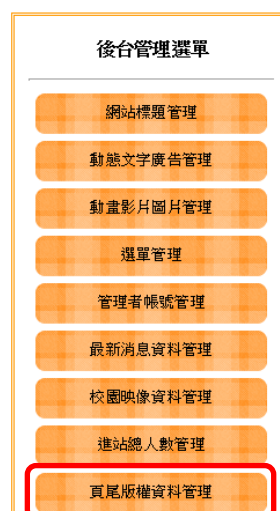 後台管理選單
網站標題管理
動態文字廣告管理
動畫影片圖片管理
選單管理
管理者帳號管理
最新消息資料管理
校園映像資料管理
進站總人數管理
頁尾版權資料管理